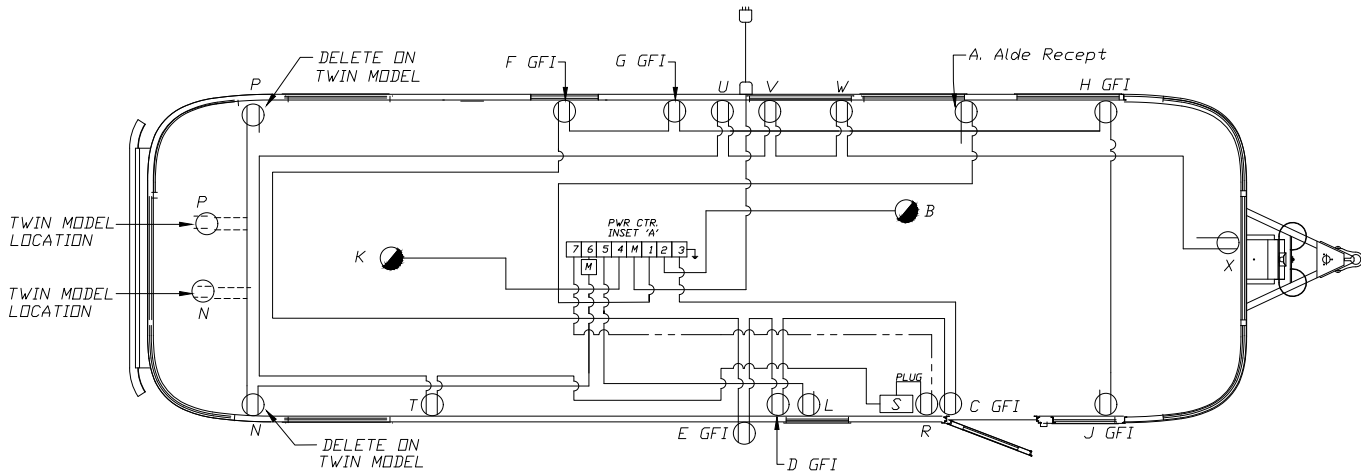 DELETE ON
TWIN MODEL
P
F GFI
G GFI
U
V
W
A. Alde Recept
H GFI
P
TWIN MODEL
LOCATION
B
PWR CTR.
INSET 'A'
K
7 6 5 4 M 1 2 3
M
X
TWIN MODEL
LOCATION
N
PLUG
T
L
S
R
C GFI
J GFI
N
E GFI
D GFI
DELETE ON
TWIN MODEL